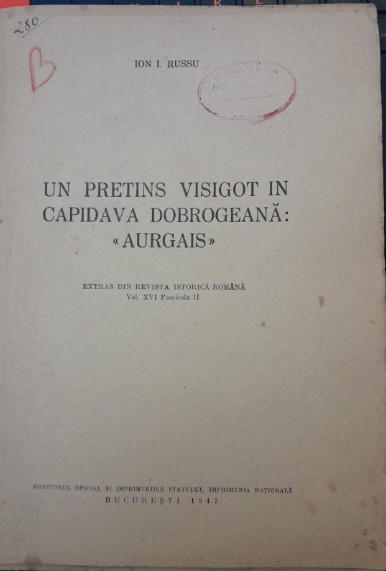 280
B
ION I. RUSSU
UN PRETINS VISIGOT IN
CAPIDAVA DOBROGEANĂ:
«AURGAIS»
EXTRAS DIN REVISTA ISTORICĂ ROMÂNĂ
Vol. XVI Fascicola II
MONITORUL OFICIAL ȘI IMPRIMERIILE STATULUI, IMPRIMERIA NAȚIONALĂ
BUCUREȘTI 1947